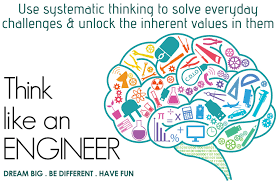 Use systematic thinking to solve everyday
challenges & unlock the inherent values in them
Think
like an
ENGINEER
DREAM BIG . BE DIFFERENT . HAVE FUN